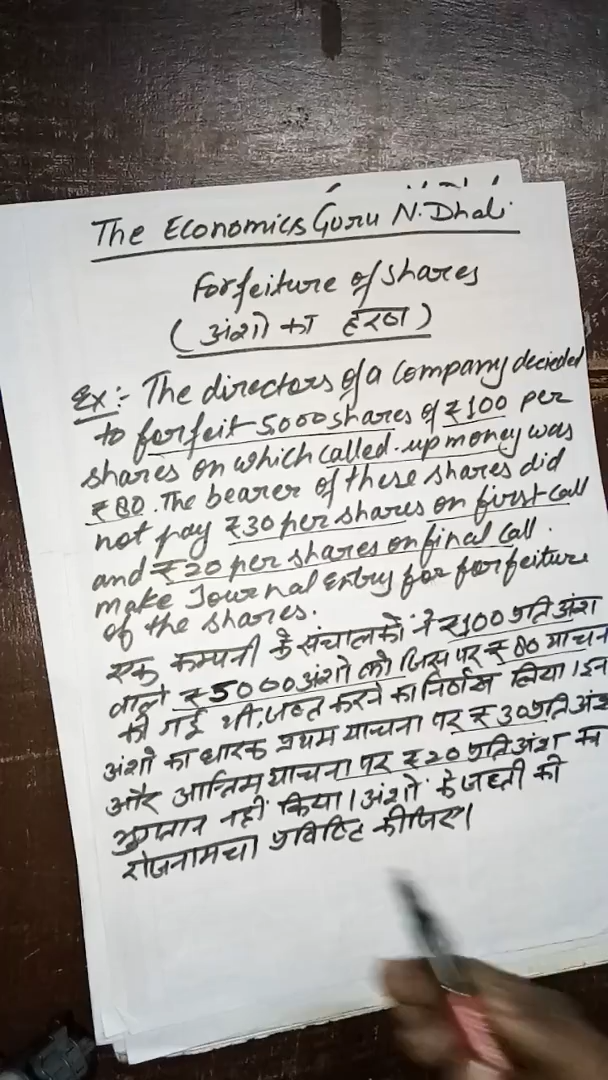 The Economics Guru N. Dhali
Forfeiture of shares
(अंशो का हरण)
Ex:- The directors of a company decided
to forfeit 5000 shares of ₹100 per
shares on which called-up money was
₹80. The bearer of these shares did
not pay ₹30 per shares on first call
and ₹20 per shares on final call.
make Journal Entry for forfeiture
of the shares.
एक कम्पनी के संचालको ने ₹100 प्रति अंश
वाले ₹5000 अंशो को जिस पर ₹80 याचना
की गई थी, जब्त करने का निर्णय लिया। इन
अंशो का धारक प्रथम याचना पर ₹30 प्रति अंश
और अन्तिम याचना पर ₹20 प्रति अंश का
भुगतान नहीं किया। अंशों के जब्ती की
रोजनामचा प्रविष्टि कीजिए।